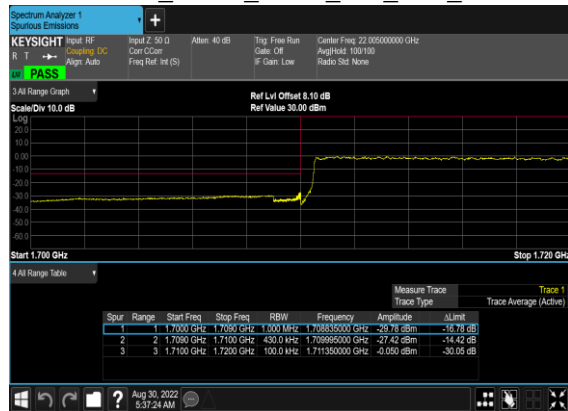 Spectrum Analyzer 1
Spurious Emissions
+
KEYSIGHT
R T
LXI PASS
Input: RF
Coupling: DC
Align: Auto
Input Z: 50 Ω
Corr CCorr
Freq Ref: Int (S)
Atten: 40 dB
Trig: Free Run
Gate: Off
IF Gain: Low
Center Freq: 22.005000000 GHz
Avg|Hold: 100/100
Radio Std: None
3 All Range Graph
Scale/Div 10.0 dB
Ref Lvl Offset 8.10 dB
Ref Value 30.00 dBm
Log
20.0
10.0
0.00
-10.0
-20.0
-30.0
-40.0
-50.0
-60.0
Start 1.700 GHz
Stop 1.720 GHz
4 All Range Table
Measure Trace Trace 1
Trace Type Trace Average (Active)
Spur Range Start Freq Stop Freq RBW Frequency Amplitude ΔLimit
1 1 1.7000 GHz 1.7090 GHz 1.000 MHz 1.708835000 GHz -29.78 dBm -16.78 dB
2 2 1.7090 GHz 1.7100 GHz 430.0 kHz 1.709995000 GHz -27.42 dBm -14.42 dB
3 3 1.7100 GHz 1.7200 GHz 100.0 kHz 1.711350000 GHz -0.050 dBm -30.05 dB
?
Aug 30, 2022
5:37:24 AM